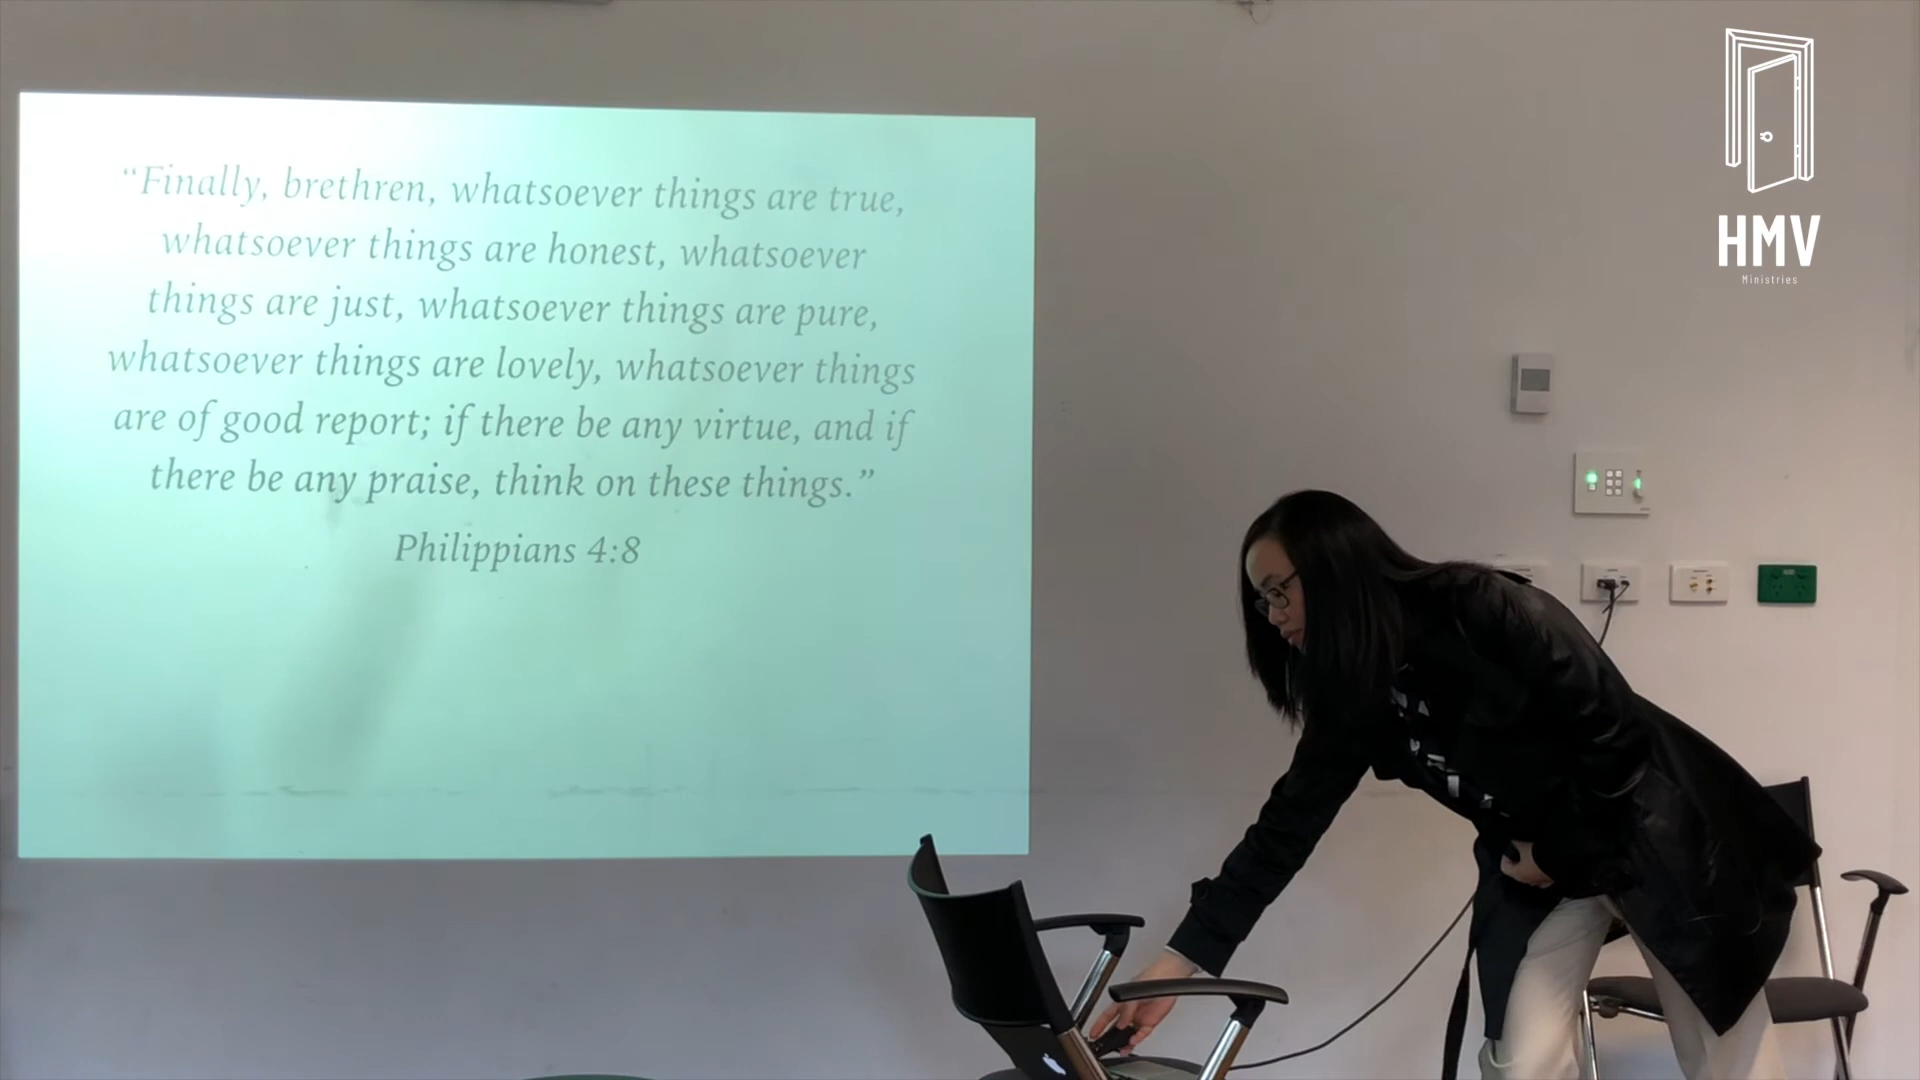 “Finally, brethren, whatsoever things are true,
whatsoever things are honest, whatsoever
things are just, whatsoever things are pure,
whatsoever things are lovely, whatsoever things
are of good report; if there be any virtue, and if
there be any praise, think on these things.”
Philippians 4:8
HMV
Ministries